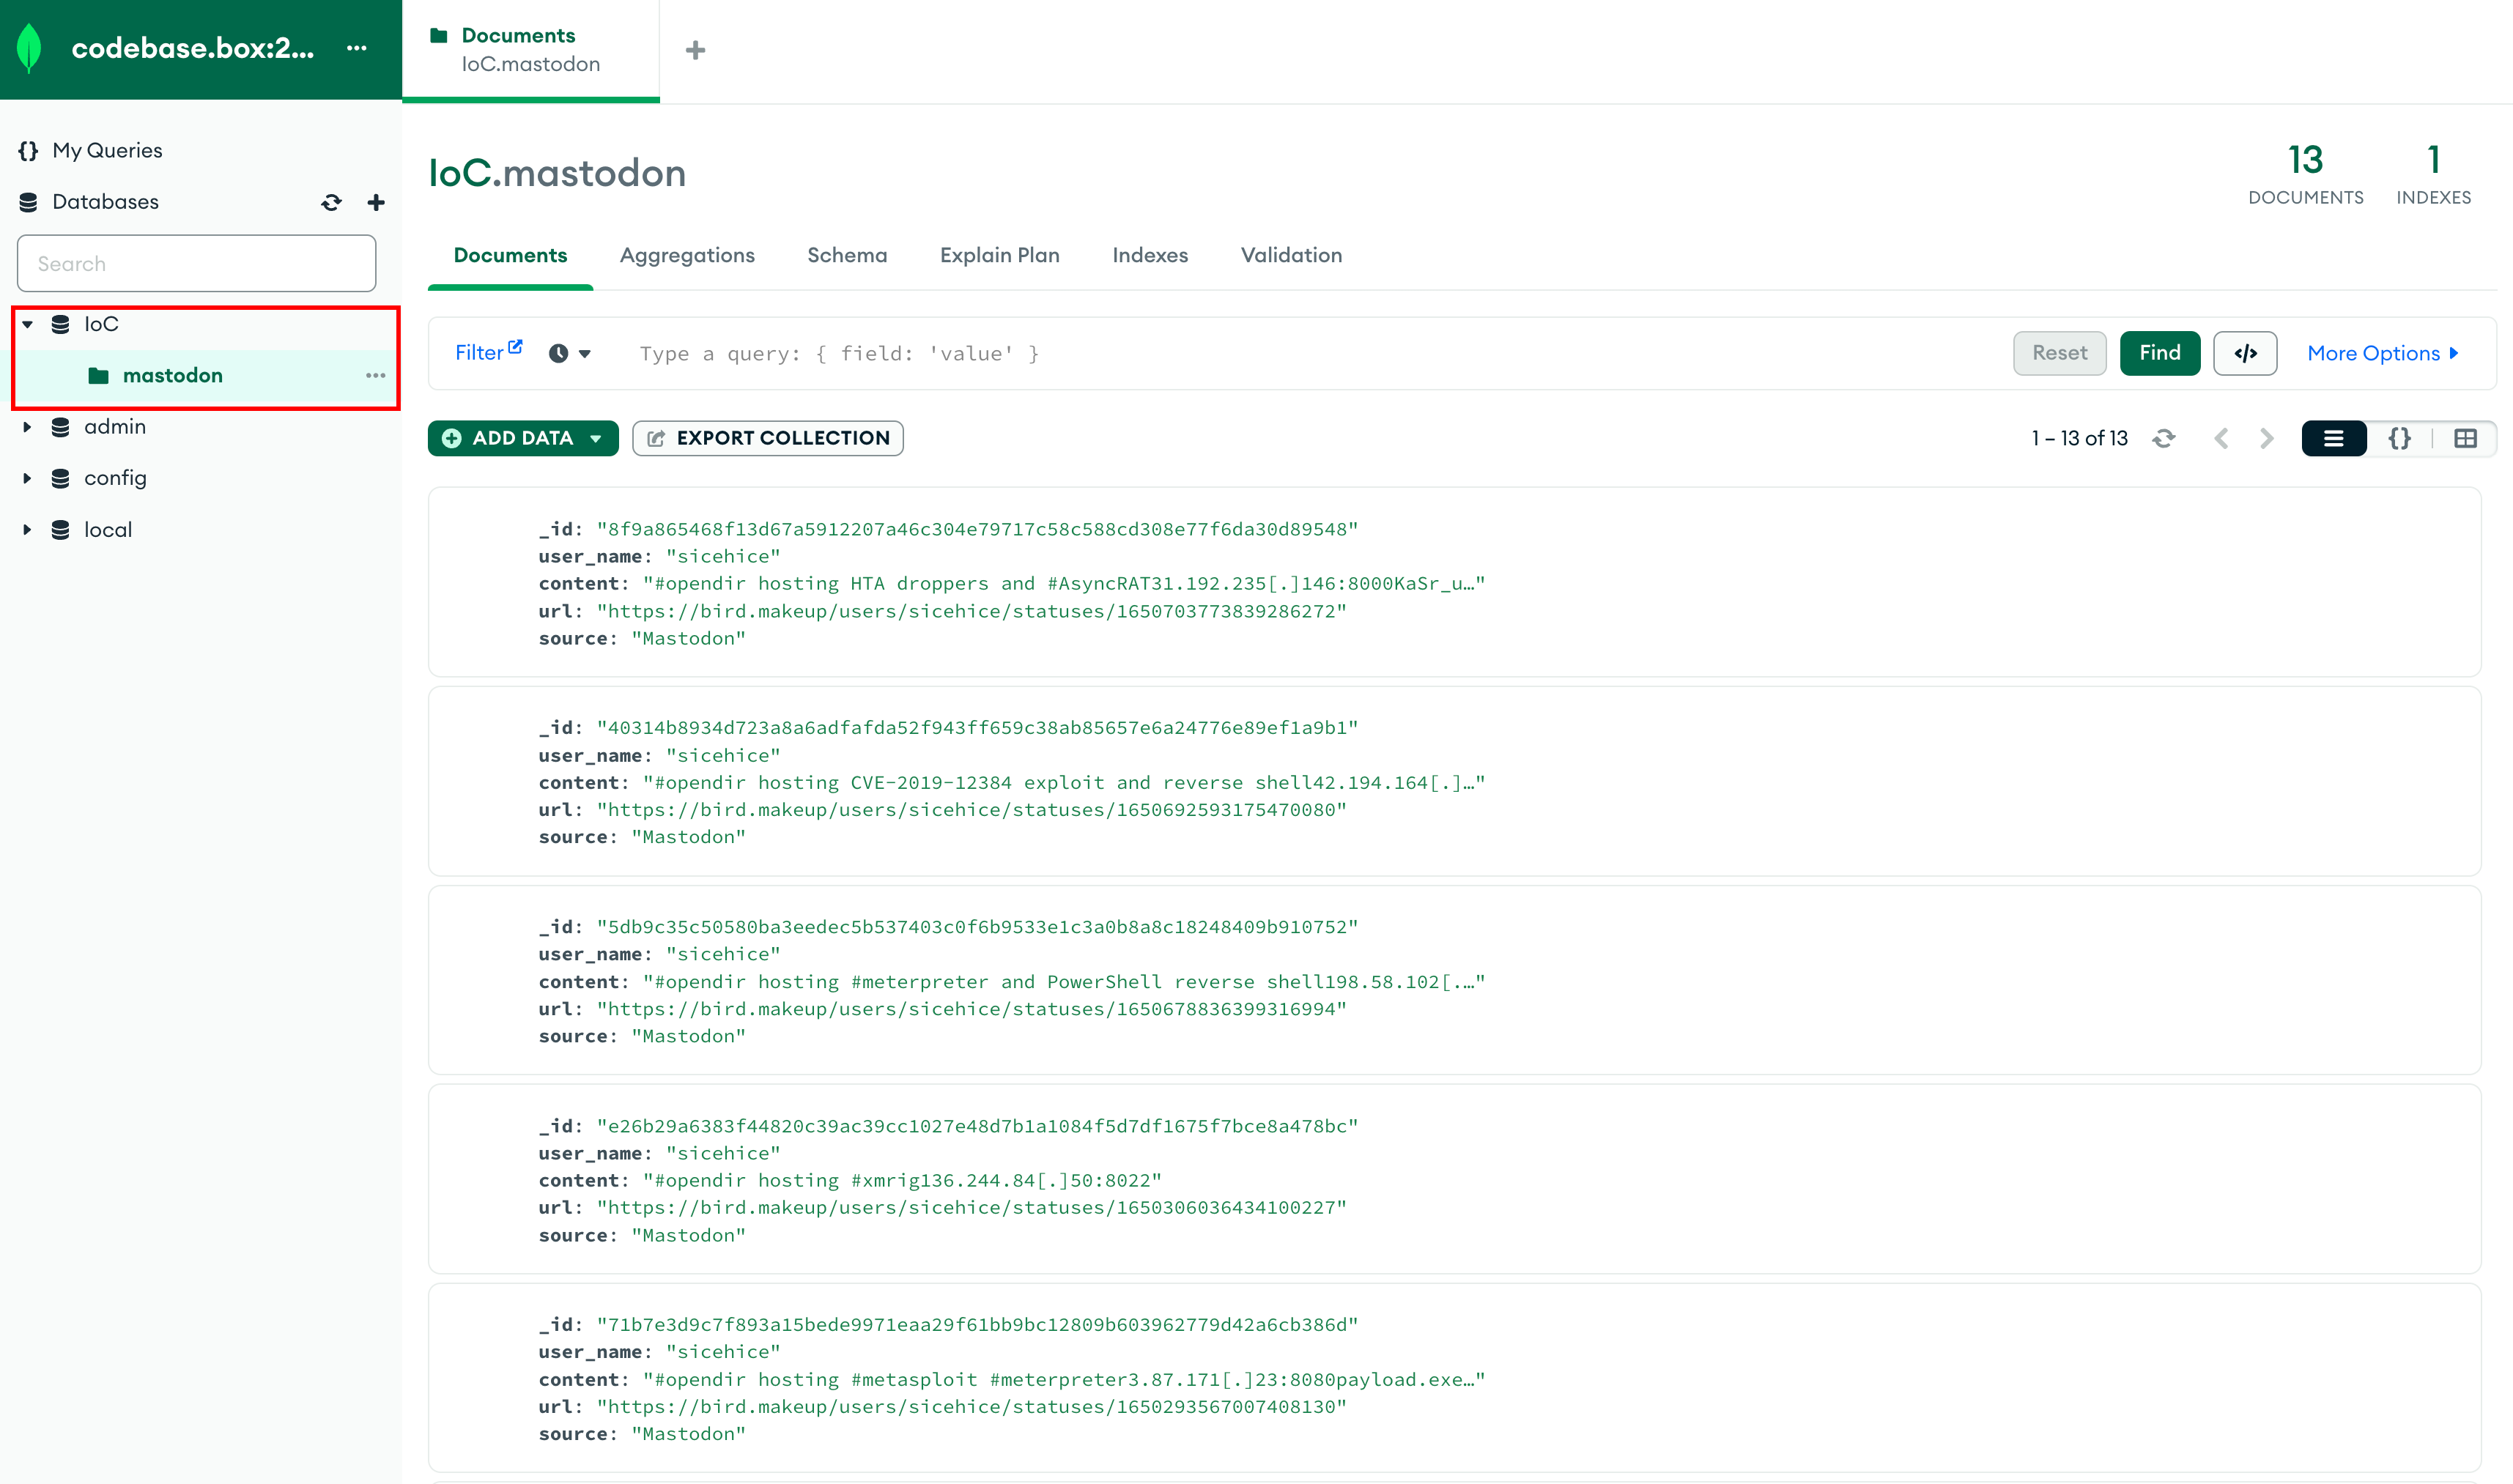 codebase.box:2...
Documents
IoC.mastodon
My Queries
Databases
Search
IoC
mastodon
admin
config
local
IoC.mastodon
13
DOCUMENTS
1
INDEXES
Documents
Aggregations
Schema
Explain Plan
Indexes
Validation
Filter
Type a query: { field: 'value' }
Reset
Find
</>
More Options
ADD DATA
EXPORT COLLECTION
1 – 13 of 13
{}
_id: "8f9a865468f13d67a5912207a46c304e79717c58c588cd308e77f6da30d89548"
user_name: "sicehice"
content: "#opendir hosting HTA droppers and #AsyncRAT31.192.235[.]146:8000KaSr_u…"
url: "https://bird.makeup/users/sicehice/statuses/1650703773839286272"
source: "Mastodon"
_id: "40314b8934d723a8a6adfafda52f943ff659c38ab85657e6a24776e89ef1a9b1"
user_name: "sicehice"
content: "#opendir hosting CVE-2019-12384 exploit and reverse shell42.194.164[.]…"
url: "https://bird.makeup/users/sicehice/statuses/1650692593175470080"
source: "Mastodon"
_id: "5db9c35c50580ba3eedec5b537403c0f6b9533e1c3a0b8a8c18248409b910752"
user_name: "sicehice"
content: "#opendir hosting #meterpreter and PowerShell reverse shell198.58.102[.…"
url: "https://bird.makeup/users/sicehice/statuses/1650678836399316994"
source: "Mastodon"
_id: "e26b29a6383f44820c39ac39cc1027e48d7b1a1084f5d7df1675f7bce8a478bc"
user_name: "sicehice"
content: "#opendir hosting #xmrig136.244.84[.]50:8022"
url: "https://bird.makeup/users/sicehice/statuses/1650306036434100227"
source: "Mastodon"
_id: "71b7e3d9c7f893a15bede9971eaa29f61bb9bc12809b603962779d42a6cb386d"
user_name: "sicehice"
content: "#opendir hosting #metasploit #meterpreter3.87.171[.]23:8080payload.exe…"
url: "https://bird.makeup/users/sicehice/statuses/1650293567007408130"
source: "Mastodon"